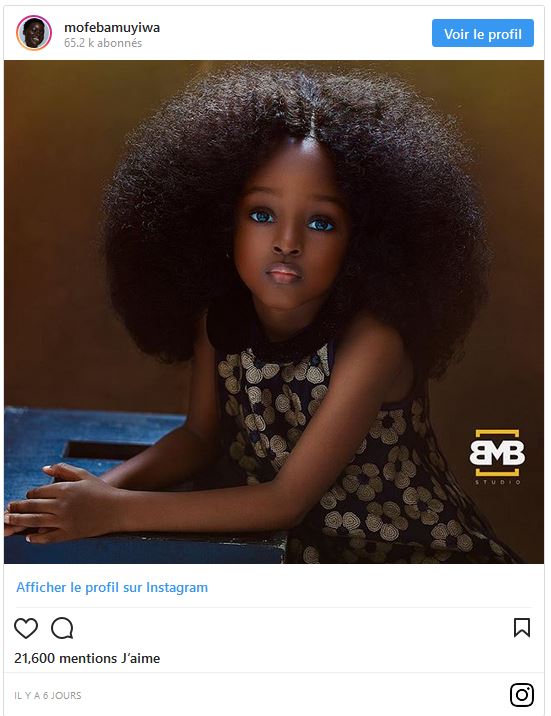 mofebamuyiwa
65.2 k abonnés
Voir le profil
BMB
STUDIO
Afficher le profil sur Instagram
21,600 mentions J’aime
IL Y A 6 JOURS